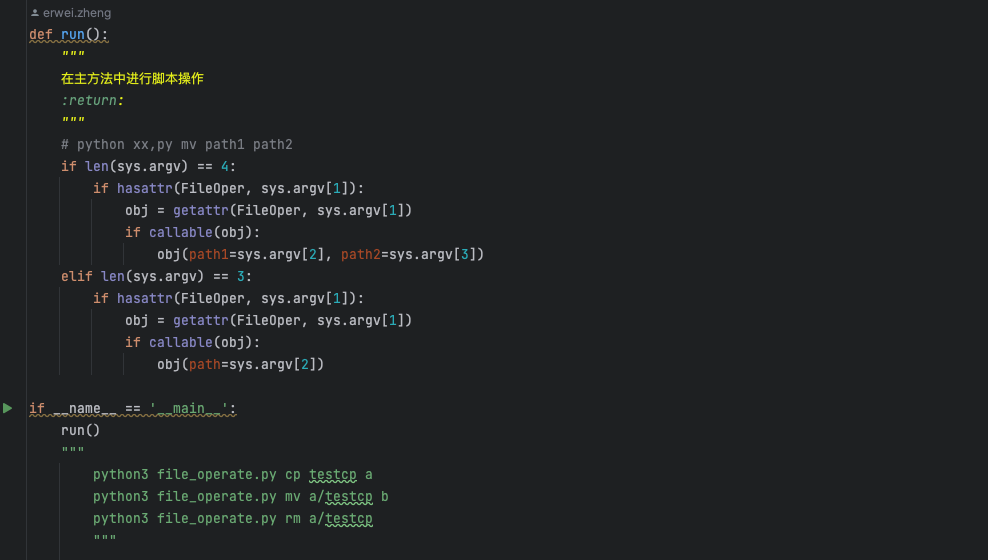 erwei.zheng
def run():
"""
在主方法中进行脚本操作
:return:
"""
# python xx,py mv path1 path2
if len(sys.argv) == 4:
if hasattr(FileOper, sys.argv[1]):
obj = getattr(FileOper, sys.argv[1])
if callable(obj):
obj(path1=sys.argv[2], path2=sys.argv[3])
elif len(sys.argv) == 3:
if hasattr(FileOper, sys.argv[1]):
obj = getattr(FileOper, sys.argv[1])
if callable(obj):
obj(path=sys.argv[2])
if __name__ == '__main__':
run()
"""
python3 file_operate.py cp testcp a
python3 file_operate.py mv a/testcp b
python3 file_operate.py rm a/testcp
"""